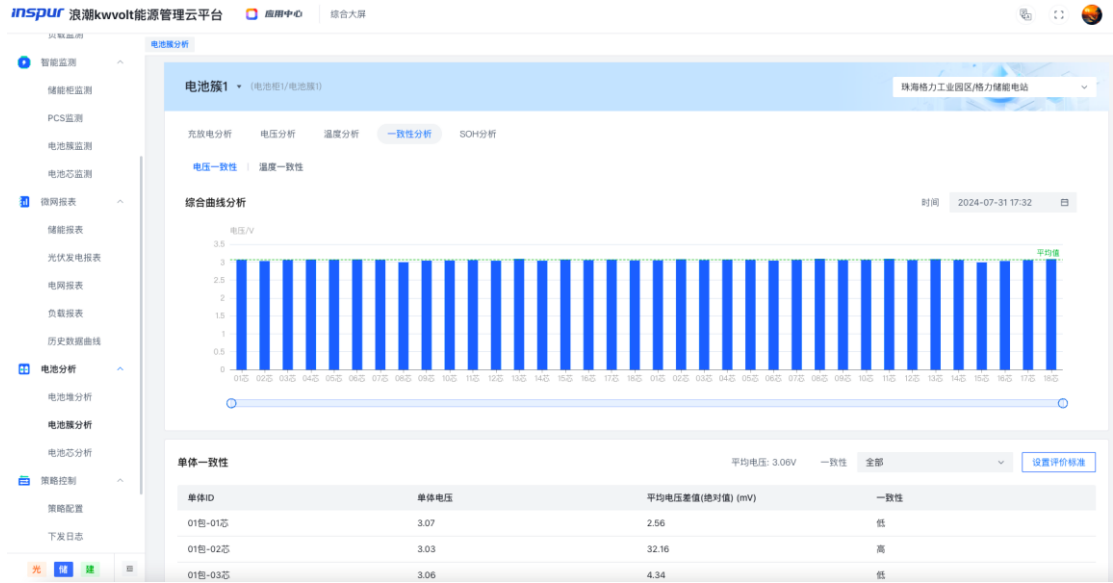 inspur 浪潮kwvolt能源管理云平台 应用中心 综合大屏
负载监测
智能监测
储能柜监测
PCS监测
电池簇监测
电池芯监测
微网报表
储能报表
光伏发电报表
电网报表
负载报表
历史数据曲线
电池分析
电池堆分析
电池簇分析
电池芯分析
策略控制
策略配置
下发日志
光 储 建
电池簇分析
电池簇1 (电池柜1/电池簇1) 珠海格力工业园区/格力储能电站
充放电分析 电压分析 温度分析 一致性分析 SOH分析
电压一致性 温度一致性
综合曲线分析 时间 2024-07-31 17:32
电压/V
平均值
3.5
3
2.5
2
1.5
1
0.5
0
01芯 02芯 03芯 04芯 05芯 06芯 07芯 08芯 09芯 10芯 11芯 12芯 13芯 14芯 15芯 16芯 17芯 18芯 01芯 02芯 03芯 04芯 05芯 06芯 07芯 08芯 09芯 10芯 11芯 12芯 13芯 14芯 15芯 16芯 17芯 18芯
单体一致性 平均电压: 3.06V 一致性 全部 设置评价标准
单体ID 单体电压 平均电压差值(绝对值) (mV) 一致性
01包-01芯 3.07 2.56 低
01包-02芯 3.03 32.16 高
01包-03芯 3.06 4.34 低